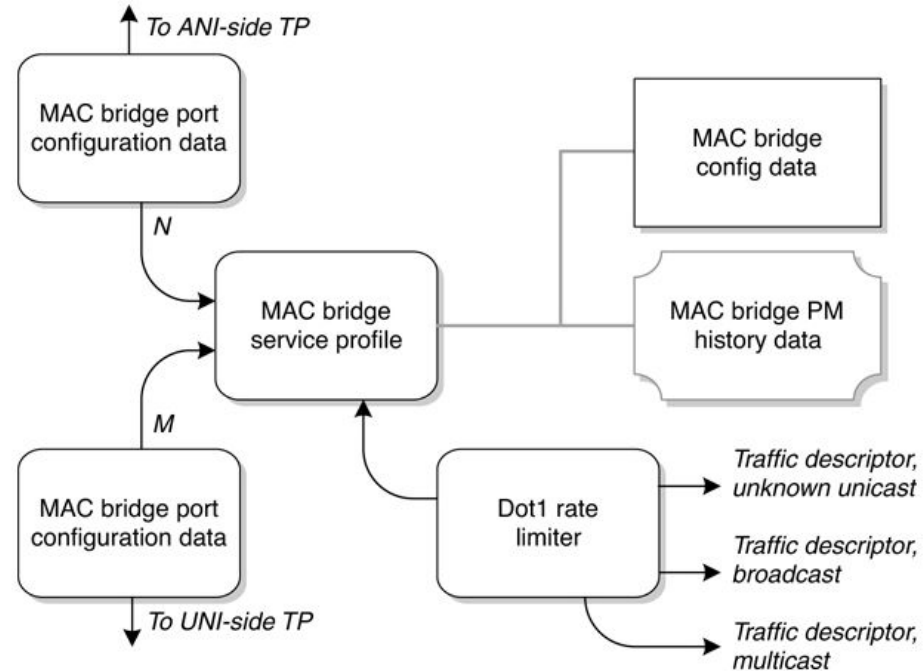 To ANI-side TP
MAC bridge port
configuration data
N
MAC bridge
config data
MAC bridge
service profile
MAC bridge PM
history data
M
MAC bridge port
configuration data
To UNI-side TP
Dot1 rate
limiter
Traffic descriptor,
unknown unicast
Traffic descriptor,
broadcast
Traffic descriptor,
multicast